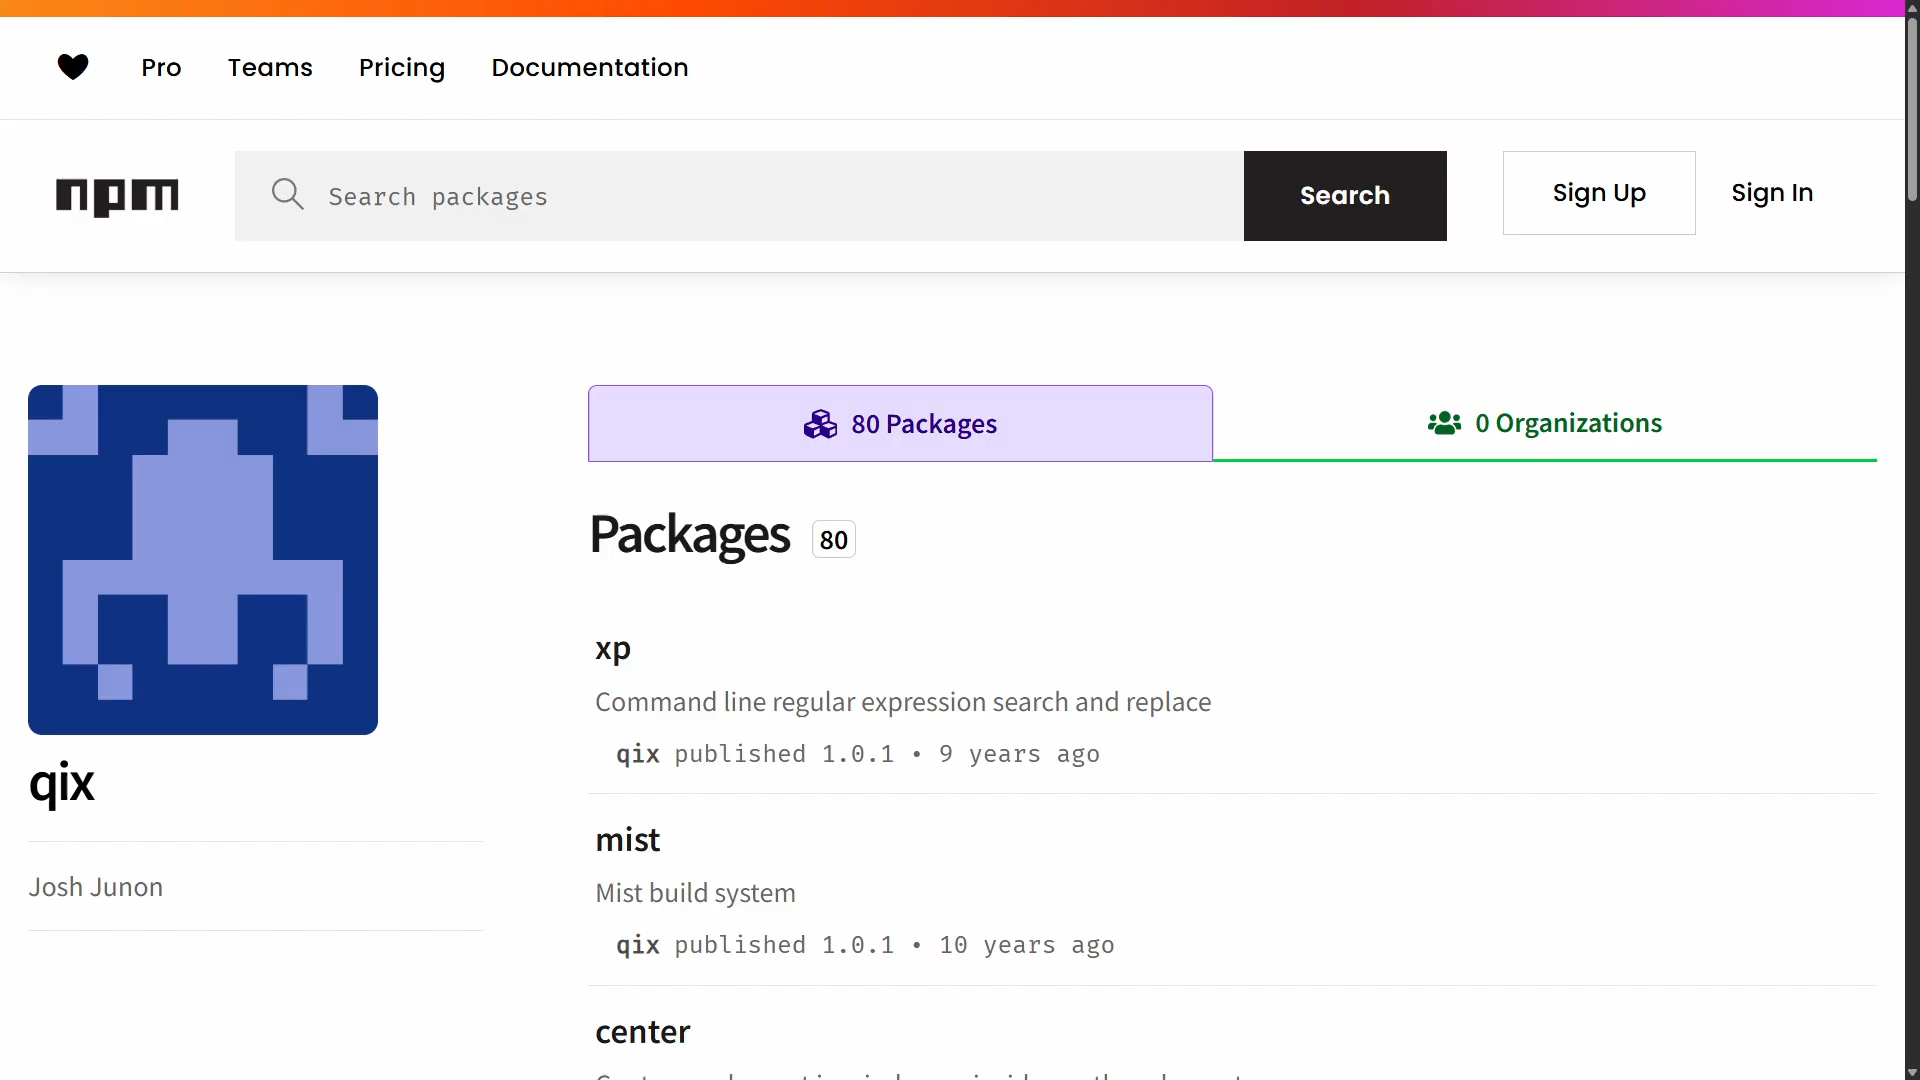 Pro Teams Pricing Documentation
npm
Search packages
Search
Sign Up
Sign In
80 Packages
0 Organizations
qix
Josh Junon
Packages 80
xp
Command line regular expression search and replace
qix published 1.0.1 • 9 years ago
mist
Mist build system
qix published 1.0.1 • 10 years ago
center